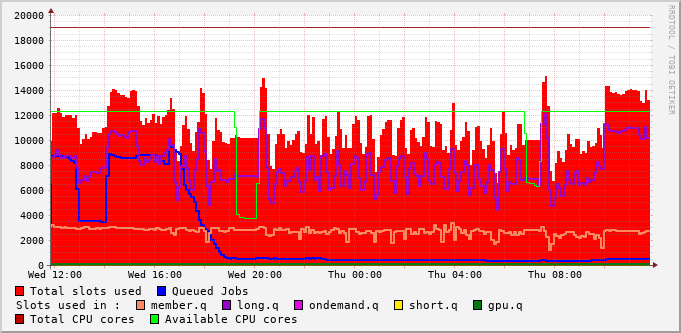 RRDTOOL / TOBI OETIKER
20000
18000
16000
14000
12000
10000
8000
6000
4000
2000
0
Wed 12:00 Wed 16:00 Wed 20:00 Thu 00:00 Thu 04:00 Thu 08:00
Total slots used Queued Jobs
Slots used in : member.q long.q ondemand.q short.q gpu.q
Total CPU cores Available CPU cores